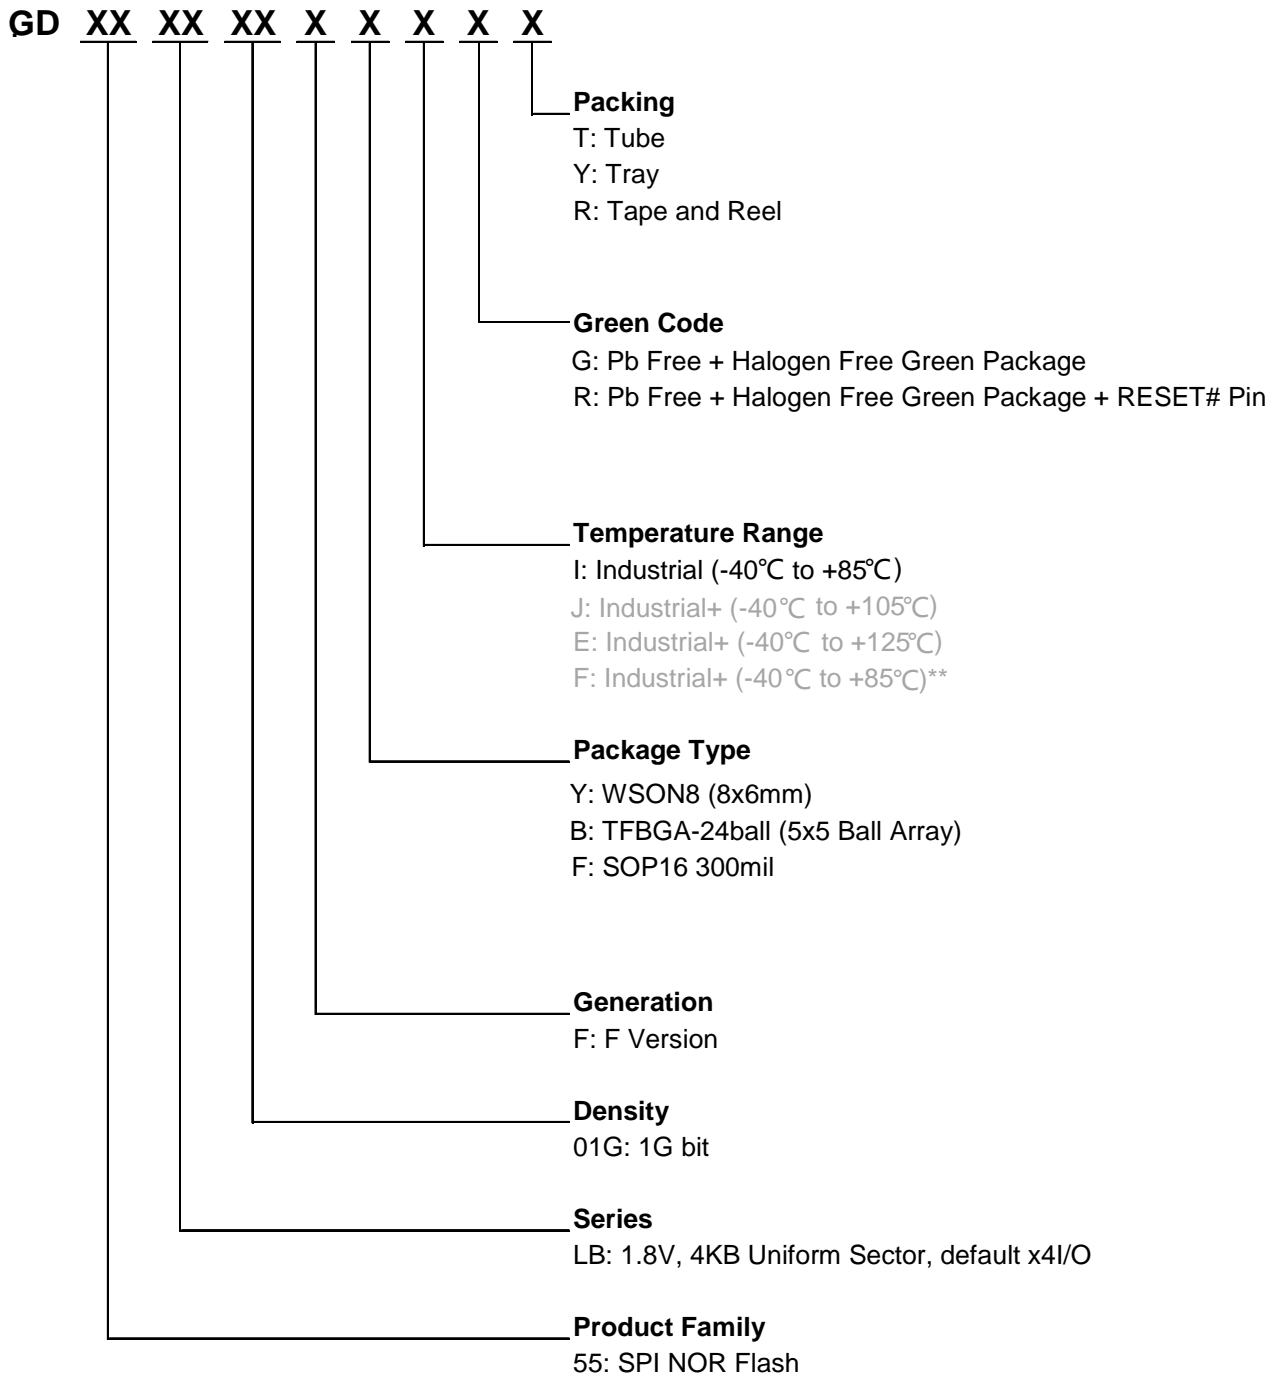 GD XX XX XX X X X X X
Packing
T: Tube
Y: Tray
R: Tape and Reel
Green Code
G: Pb Free + Halogen Free Green Package
R: Pb Free + Halogen Free Green Package + RESET# Pin
Temperature Range
I: Industrial (-40℃ to +85℃)
J: Industrial+ (-40℃ to +105℃)
E: Industrial+ (-40℃ to +125℃)
F: Industrial+ (-40℃ to +85℃)**
Package Type
Y: WSON8 (8x6mm)
B: TFBGA-24ball (5x5 Ball Array)
F: SOP16 300mil
Generation
F: F Version
Density
01G: 1G bit
Series
LB: 1.8V, 4KB Uniform Sector, default x4I/O
Product Family
55: SPI NOR Flash